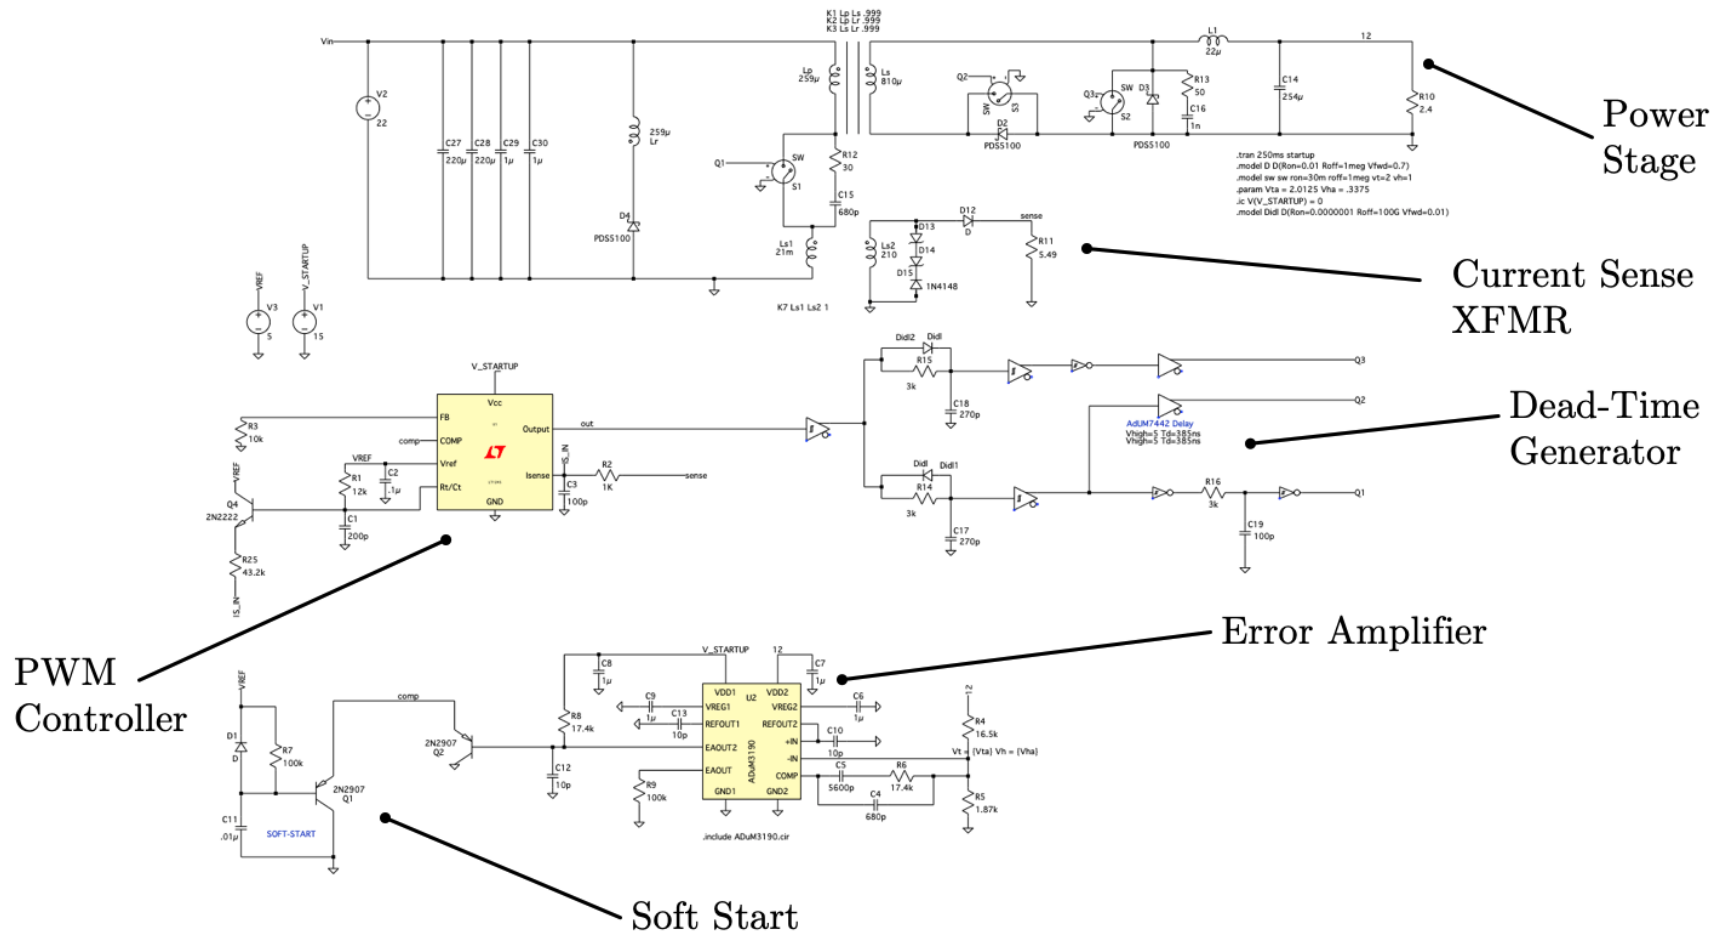 K1 Lp Ls .999
K2 Lp Lr .999
K3 Ls Lr .999
Vin
V2
22
C27
220µ
C28
220µ
C29
1µ
C30
1µ
259µ
Lr
D4
PDS5100
Lp
259µ
Ls
810µ
Q1
SW
S1
R12
30
C15
680p
Ls1
21m
K7 Ls1 Ls2 1
Q2
SW
S3
D2
PDS5100
Q3
SW
S2
D3
PDS5100
R13
50
C16
1n
L1
22µ
C14
254µ
12
R10
2.4
Power
Stage
.tran 250ms startup
.model D D(Ron=0.01 Roff=1meg Vfwd=0.7)
.model sw sw ron=30m roff=1meg vt=2 vh=1
.param Vta = 2.0125 Vha = .3375
.ic V(V_STARTUP) = 0
.model Didl D(Ron=0.0000001 Roff=100G Vfwd=0.01)
Ls2
210
D13
D14
D15
1N4148
D12
D
sense
R11
5.49
Current Sense
XFMR
VREF
V3
5
V_STARTUP
V1
15
V_STARTUP
Vcc
FB
COMP
Vref
Rt/Ct
Output
Isense
GND
R3
10k
comp
VREF
R1
12k
C2
.1µ
C1
200p
VREF
Q4
2N2222
R25
43.2k
IS_IN
out
IS_IN
R2
1K
sense
C3
100p
Didl2
Didl
R15
3k
C18
270p
Didl
Didl1
R14
3k
C17
270p
Q3
Q2
AdUM7442 Delay
Vhigh=5 Td=385ns
Vhigh=5 Td=385ns
R16
3k
C19
100p
Q1
Dead-Time
Generator
PWM
Controller
Error Amplifier
VREF
D1
D
R7
100k
C11
.01µ
SOFT-START
2N2907
Q1
comp
2N2907
Q2
Soft Start
V_STARTUP
C8
1µ
R8
17.4k
C12
10p
C9
1µ
C13
10p
R9
100k
VDD1
VREG1
REFOUT1
EAOUT2
EAOUT
GND1
U2
ADuM3190
VDD2
VREG2
REFOUT2
+IN
-IN
COMP
GND2
12
C7
1µ
C6
1µ
C10
10p
C5
5600p
R6
17.4k
C4
680p
12
R4
16.5k
Vt = {Vta} Vh = {Vha}
R5
1.87k
.include ADuM3190.cir